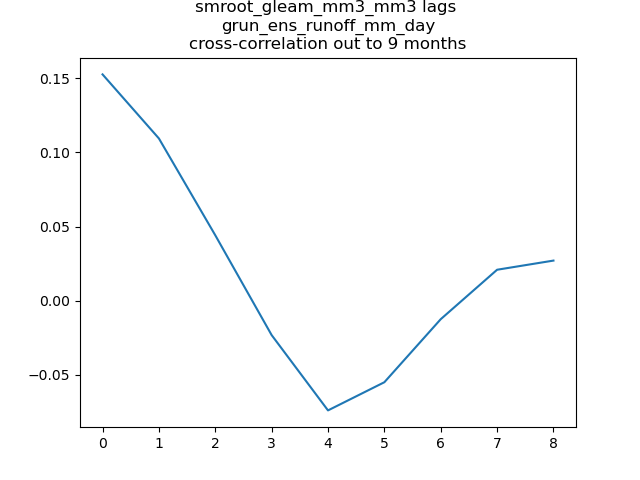 smroot_gleam_mm3_mm3 lags
grun_ens_runoff_mm_day
cross-correlation out to 9 months
0.15
0.10
0.05
0.00
−0.05
0 1 2 3 4 5 6 7 8